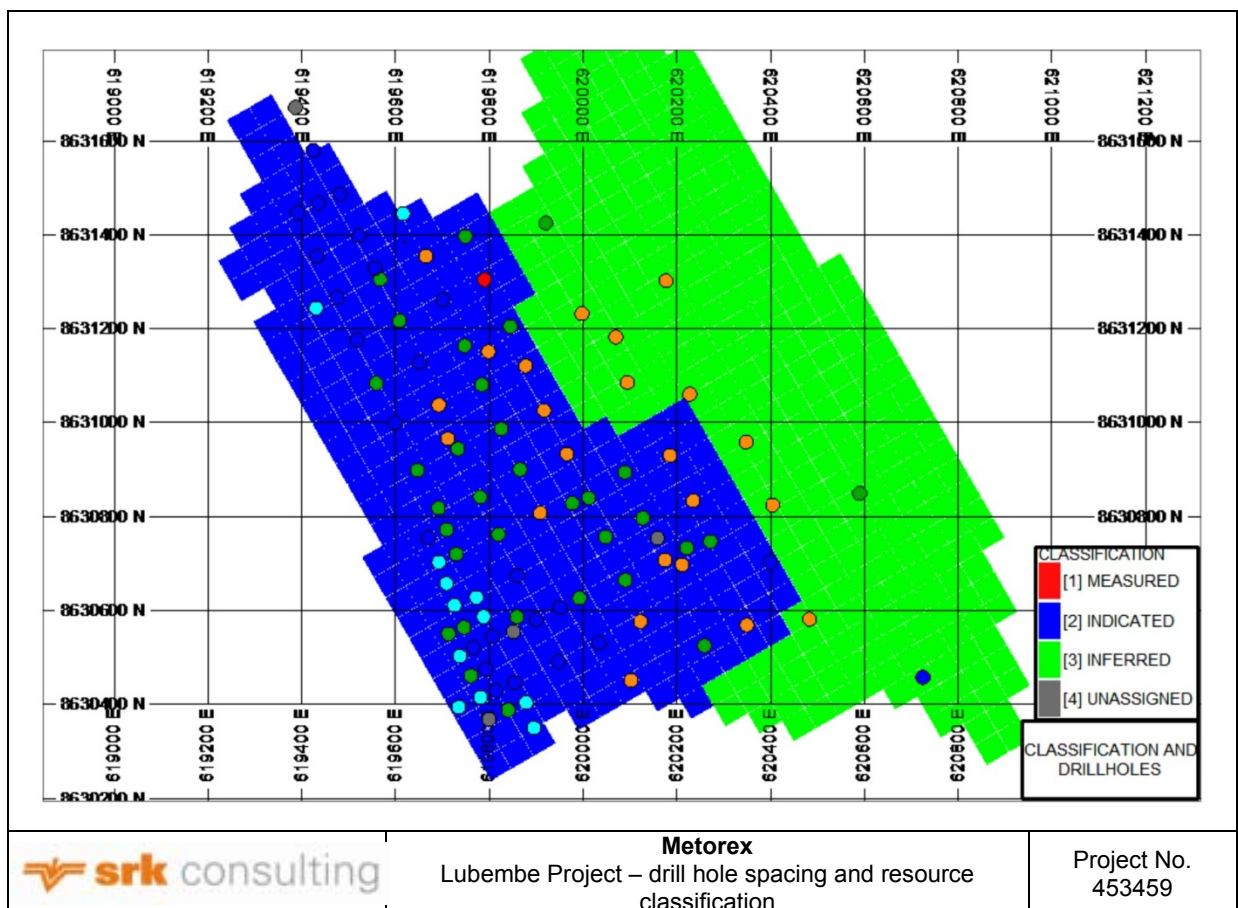 619000 E
619200 E
619400 E
619600 E
619800 E
620000 E
620200 E
620400 E
620600 E
620800 E
621000 E
621200 E
8631600 N
8631600 N
8631400 N
8631400 N
8631200 N
8631200 N
8631000 N
8631000 N
8630800 N
8630800 N
8630600 N
8630400 N
8630200 N
619000 E
619200 E
619400 E
619600 E
619800 E
620000 E
620200 E
620400 E
620600 E
620800 E
CLASSIFICATION
[1] MEASURED
[2] INDICATED
[3] INFERRED
[4] UNASSIGNED
CLASSIFICATION AND
DRILLHOLES
srk consulting
Metorex
Lubembe Project – drill hole spacing and resource
classification
Project No.
453459